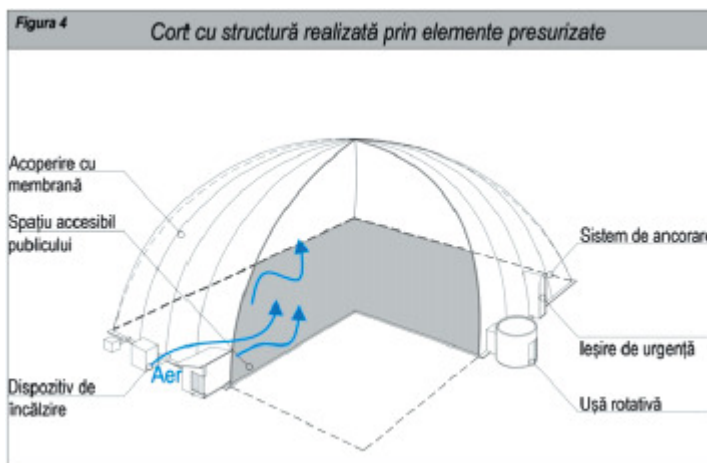 Figura 4
Cort cu structură realizată prin elemente presurizate
Acoperire cu
membrană
Spațiu accesibil
publicului
Sistem de ancorare
Ieșire de urgență
Aer
Dispozitiv de
încălzire
Ușă rotativă